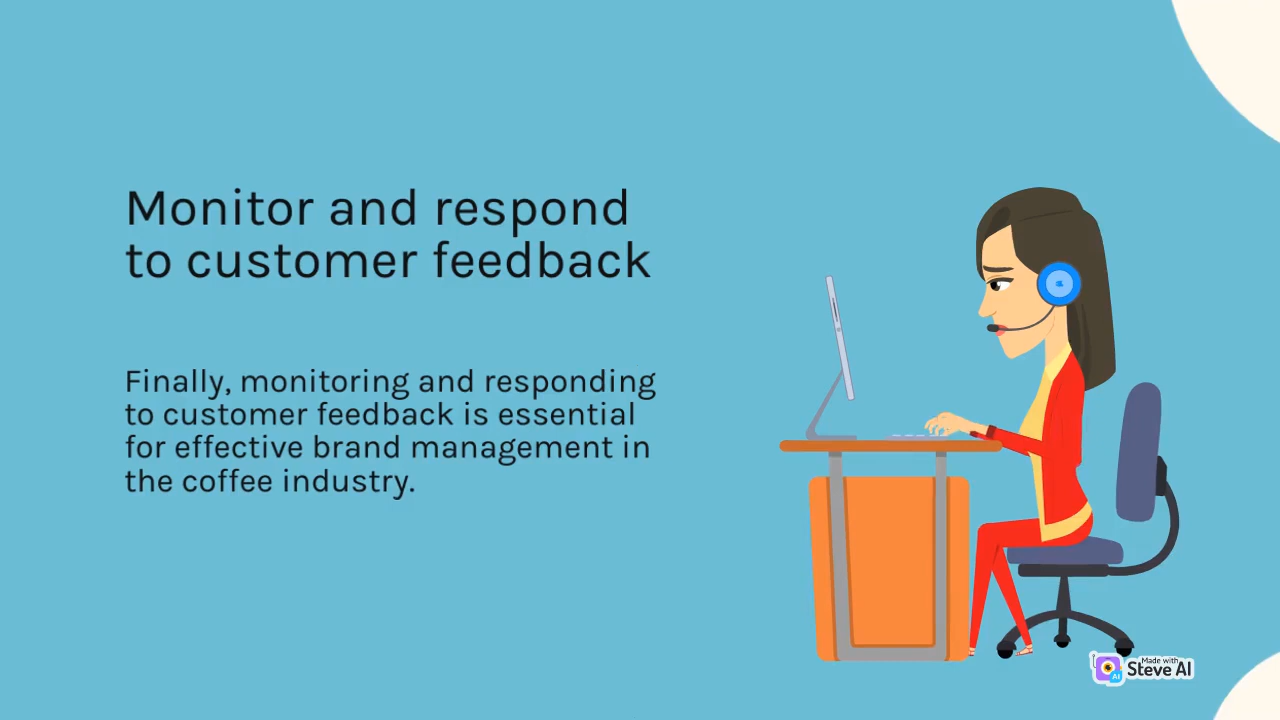 Monitor and respond
to customer feedback
Finally, monitoring and responding
to customer feedback is essential
for effective brand management in
the coffee industry.
Made with
Steve AI
AI